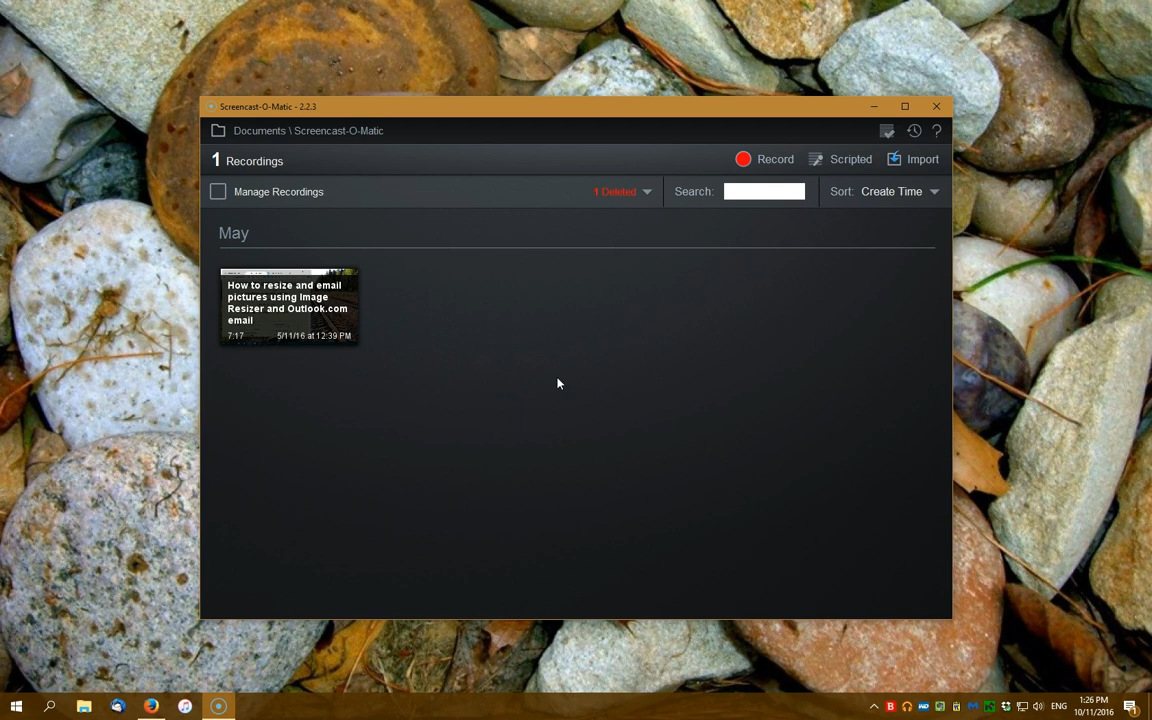 Screencast-O-Matic - 2.2.3
Documents \ Screencast-O-Matic
?
1 Recordings
Record
Scripted
Import
Manage Recordings
1 Deleted
Search:
Sort: Create Time
May
How to resize and email
pictures using Image
Resizer and Outlook.com
email
7:17
5/11/16 at 12:39 PM
B
WD
ENG
1:26 PM
10/11/2016
1